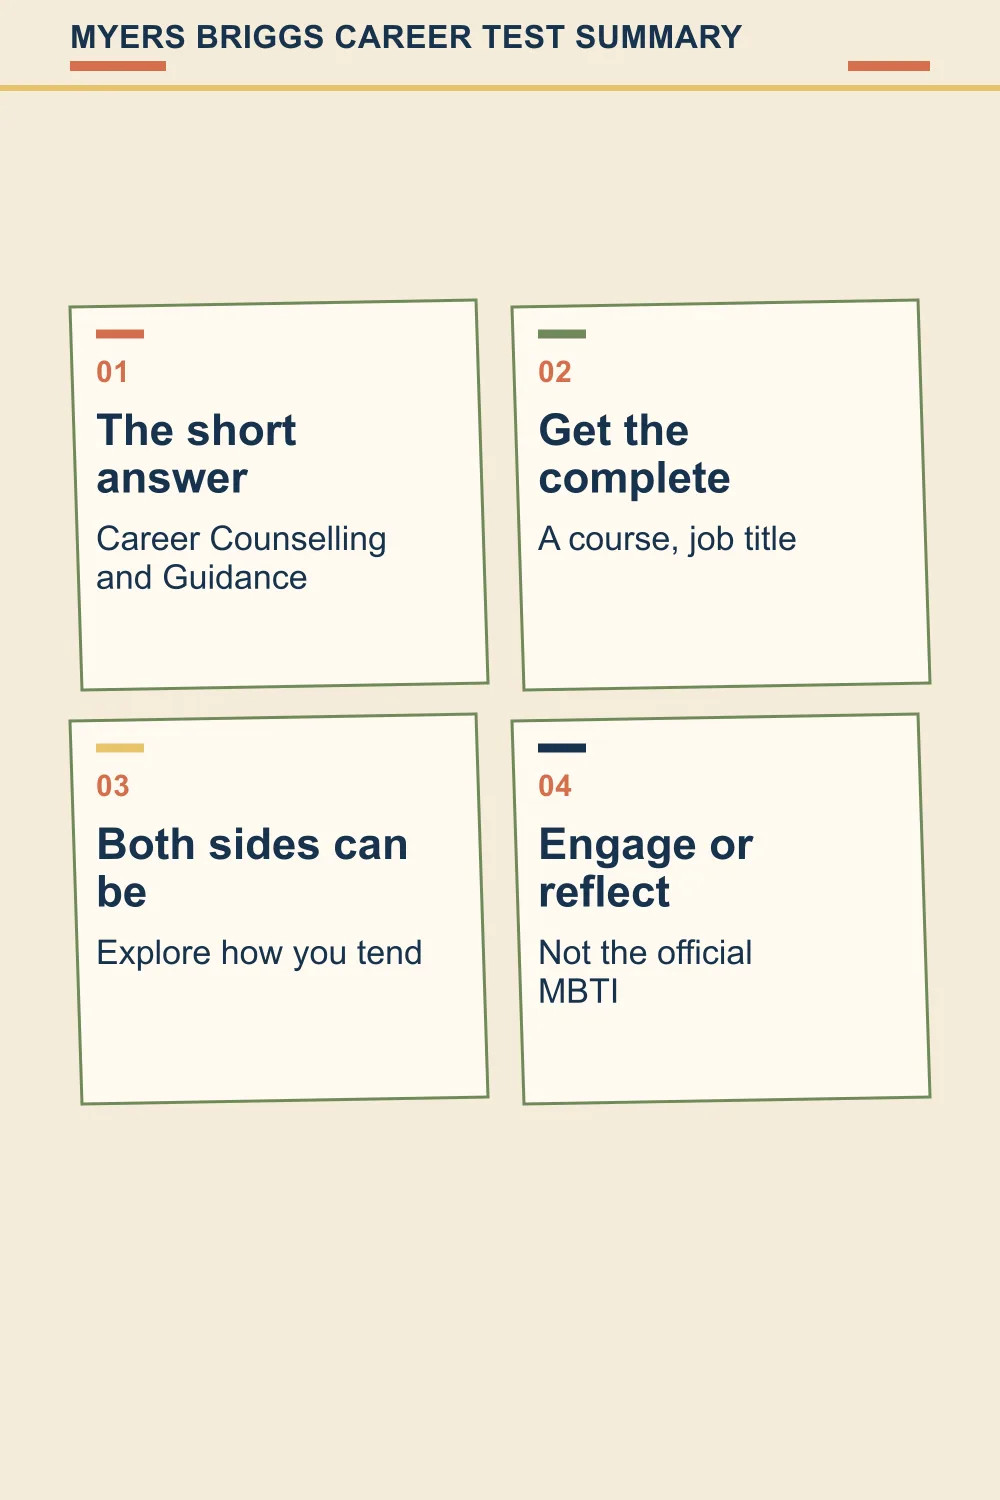 MYERS BRIGGS CAREER TEST SUMMARY
01
The short
answer
Career Counselling
and Guidance
02
Get the
complete
A course, job title
03
Both sides can
be
Explore how you tend
04
Engage or
reflect
Not the official
MBTI